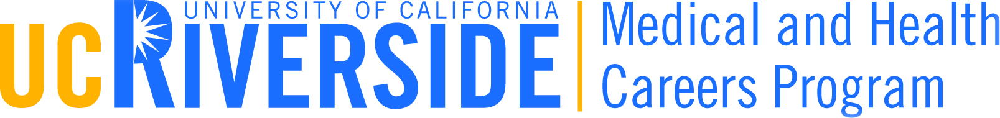 UNIVERSITY OF CALIFORNIA
UCRIVERSIDE
Medical and Health
Careers Program